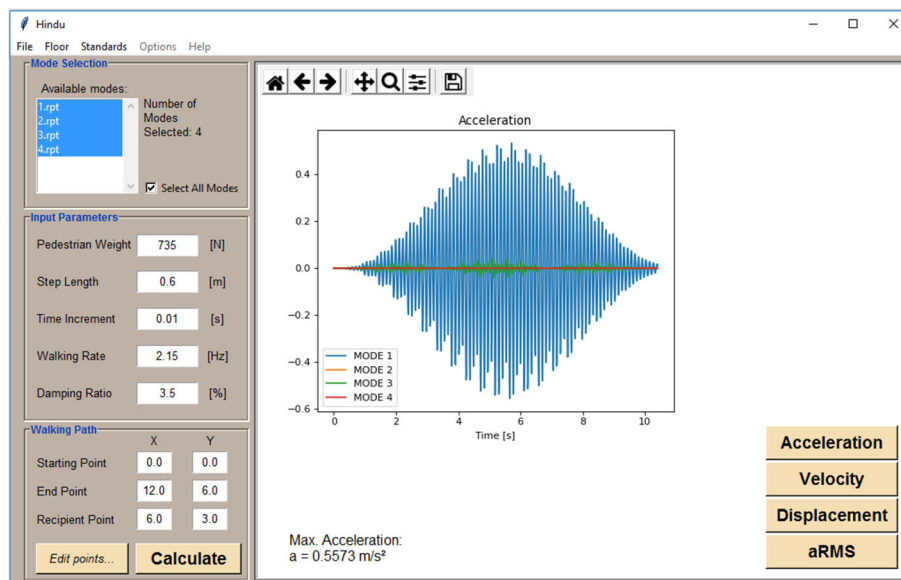 Hindu
File Floor Standards Options Help
Mode Selection
Available modes:
1.rpt
2.rpt
3.rpt
4.rpt
Number of
Modes
Selected: 4
Select All Modes
Input Parameters
Pedestrian Weight 735 [N]
Step Length 0.6 [m]
Time Increment 0.01 [s]
Walking Rate 2.15 [Hz]
Damping Ratio 3.5 [%]
Walking Path
X Y
Starting Point 0.0 0.0
End Point 12.0 6.0
Recipient Point 6.0 3.0
Edit points... Calculate
Acceleration
0.4
0.2
0.0
−0.2
−0.4
−0.6
MODE 1
MODE 2
MODE 3
MODE 4
0 2 4 6 8 10
Time [s]
Max. Acceleration:
a = 0.5573 m/s²
Acceleration
Velocity
Displacement
aRMS